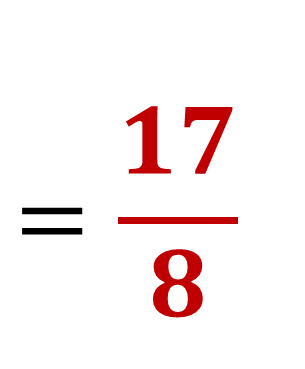 = 17/8